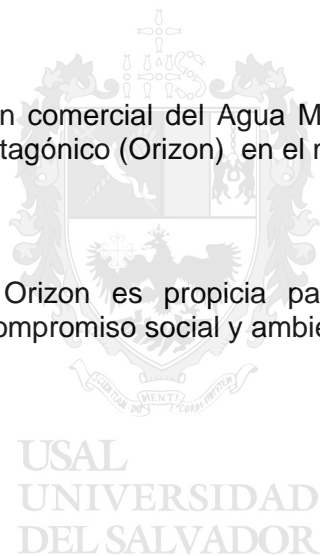 n comercial del Agua M
tagónico (Orizon) en el
Orizon es propicia pa
ompromiso social y ambie
USAL
UNIVERSIDAD
DEL SALVADOR